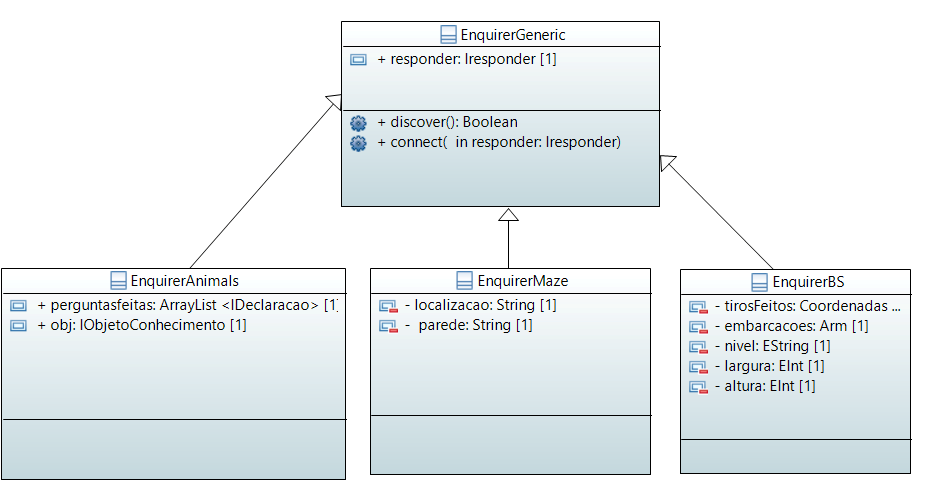 EnquirerGeneric
+ responder: Iresponder [1]
+ discover(): Boolean
+ connect( in responder: Iresponder)
EnquirerAnimals
+ perguntasfeitas: ArrayList <IDeclaracao> [1]
+ obj: IObjetoConhecimento [1]
EnquirerMaze
- localizacao: String [1]
- parede: String [1]
EnquirerBS
- tirosFeitos: Coordenadas ...
- embarcacoes: Arm [1]
- nivel: EString [1]
- largura: EInt [1]
- altura: EInt [1]